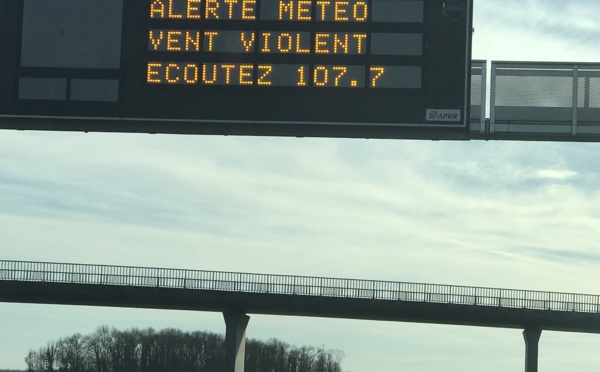 ALERTE METEO
VENT VIOLENT
ECOUTEZ 107.7
APRR